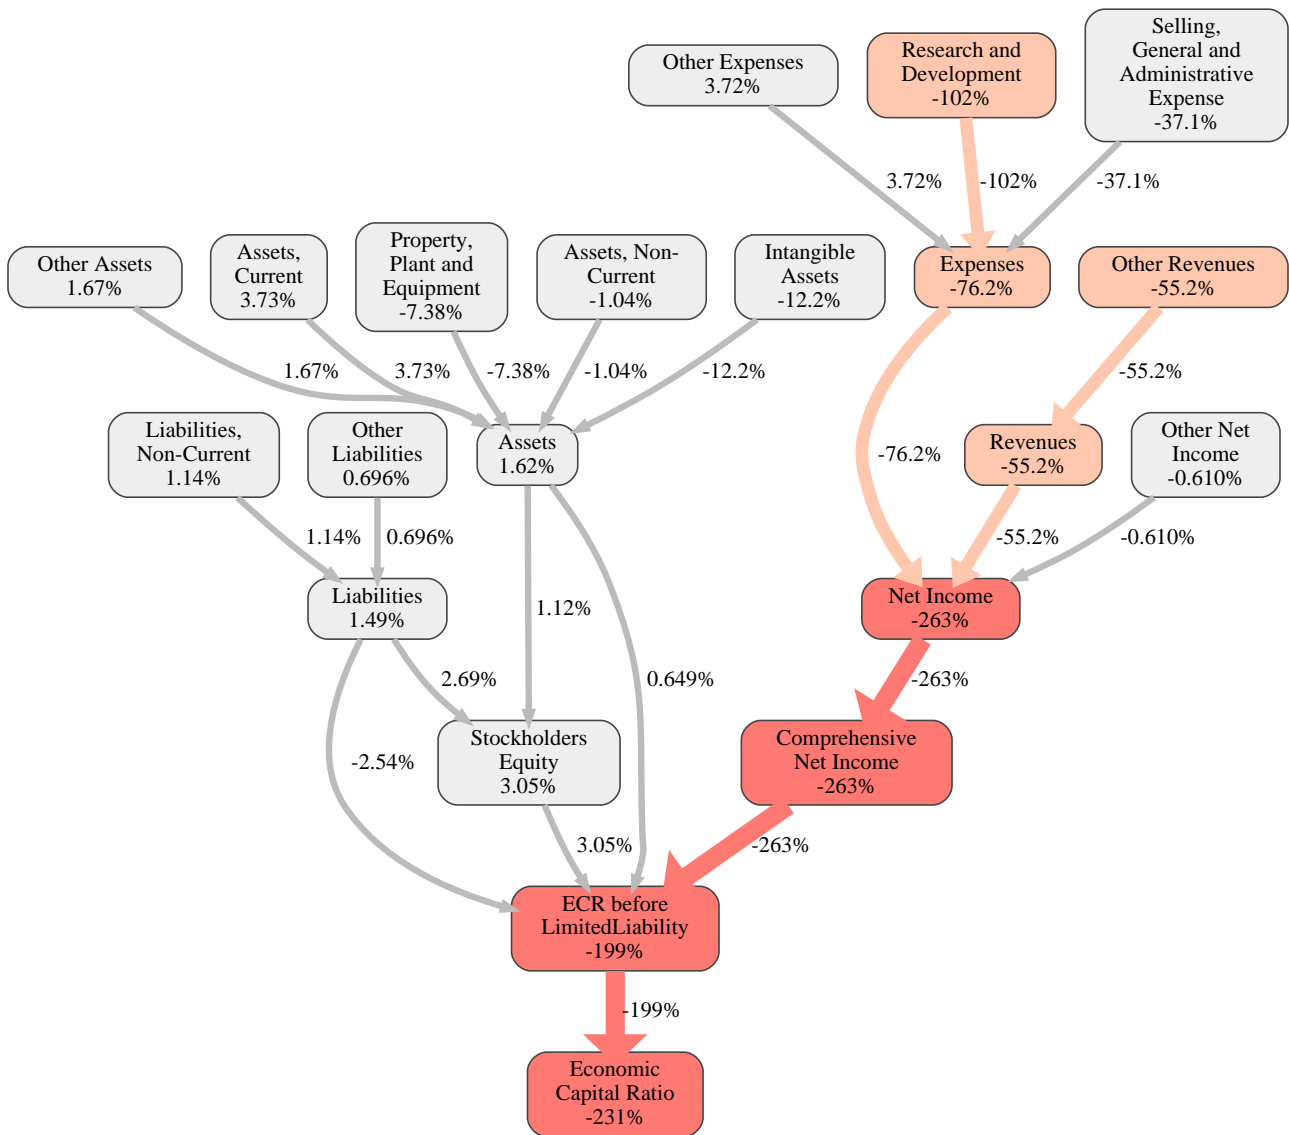 Selling,
General and
Administrative
Expense
-37.1%
Research and
Development
-102%
Other Expenses
3.72%
3.72%
-102%
-37.1%
Other Assets
1.67%
Assets,
Current
3.73%
Property,
Plant and
Equipment
-7.38%
Assets, Non-
Current
-1.04%
Intangible
Assets
-12.2%
Expenses
-76.2%
Other Revenues
-55.2%
1.67%
3.73%
-7.38%
-1.04%
-12.2%
-55.2%
Liabilities,
Non-Current
1.14%
Other
Liabilities
0.696%
Assets
1.62%
-76.2%
Revenues
-55.2%
Other Net
Income
-0.610%
1.14%
0.696%
-55.2%
-0.610%
Liabilities
1.49%
1.12%
Net Income
-263%
2.69%
0.649%
-263%
-2.54%
Stockholders
Equity
3.05%
Comprehensive
Net Income
-263%
3.05%
-263%
ECR before
LimitedLiability
-199%
-199%
Economic
Capital Ratio
-231%